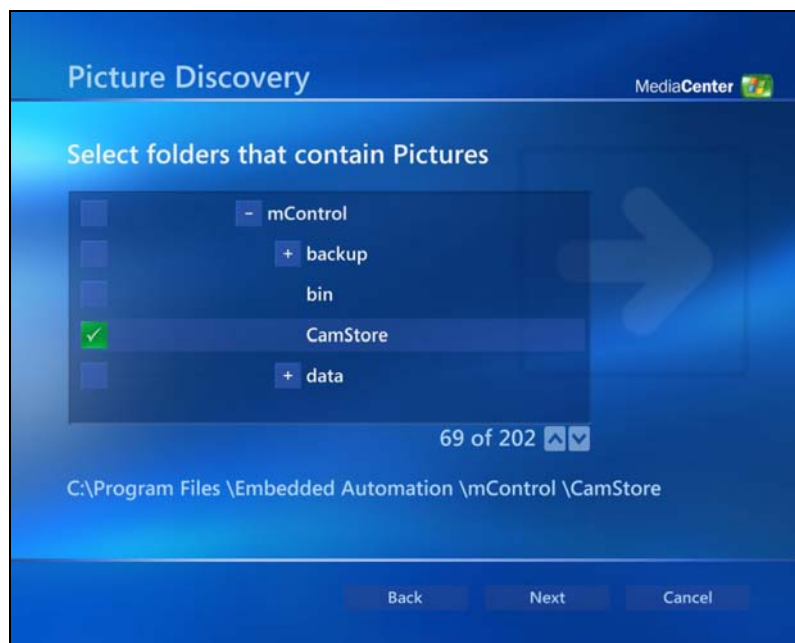 Picture Discovery
MediaCenter
Select folders that contain Pictures
- mControl
+ backup
bin
CamStore
+ data
69 of 202
C:\Program Files \Embedded Automation \mControl \CamStore
Back Next Cancel